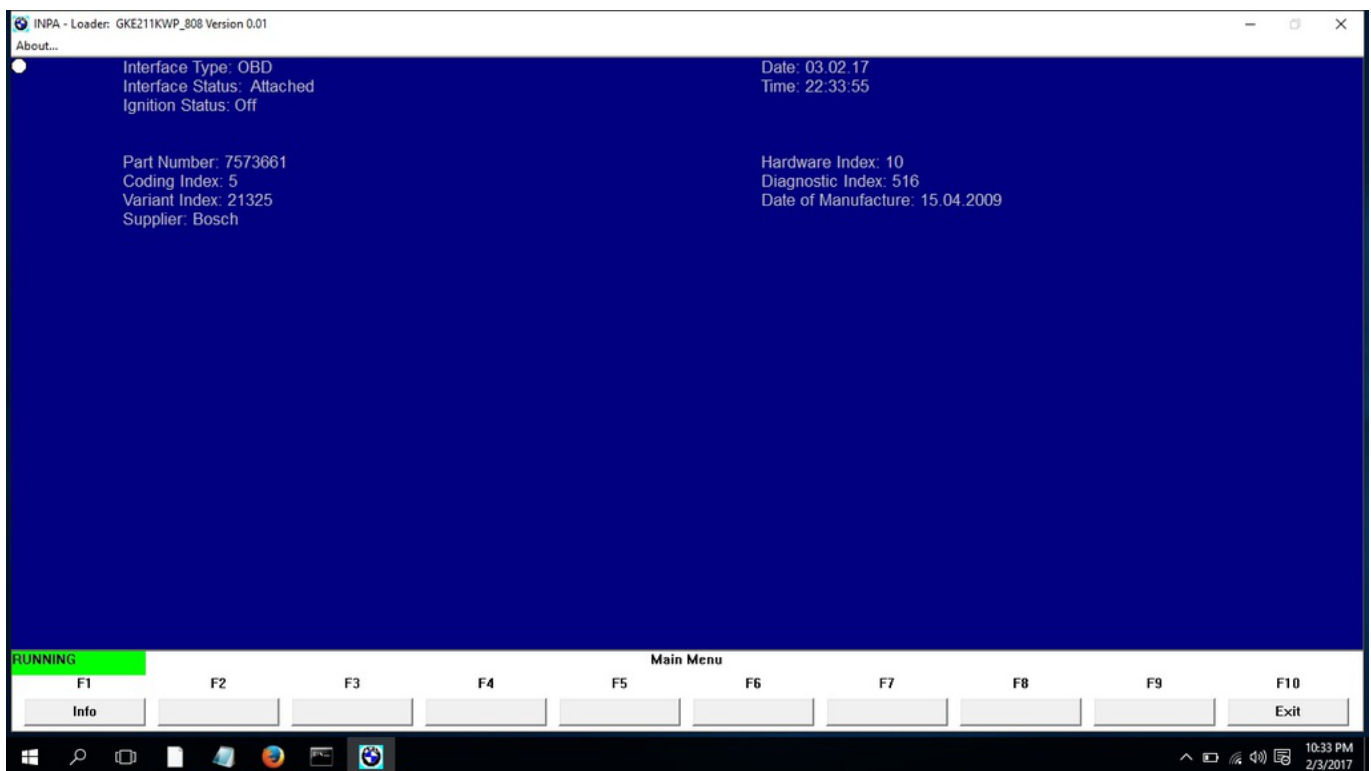 INPA - Loader: GKE211KWP_808 Version 0.01
About...
Interface Type: OBD
Interface Status: Attached
Ignition Status: Off
Date: 03.02.17
Time: 22:33:55
Part Number: 7573661
Coding Index: 5
Variant Index: 21325
Supplier: Bosch
Hardware Index: 10
Diagnostic Index: 516
Date of Manufacture: 15.04.2009
RUNNING
Main Menu
F1 F2 F3 F4 F5 F6 F7 F8 F9 F10
Info Exit
10:33 PM
2/3/2017